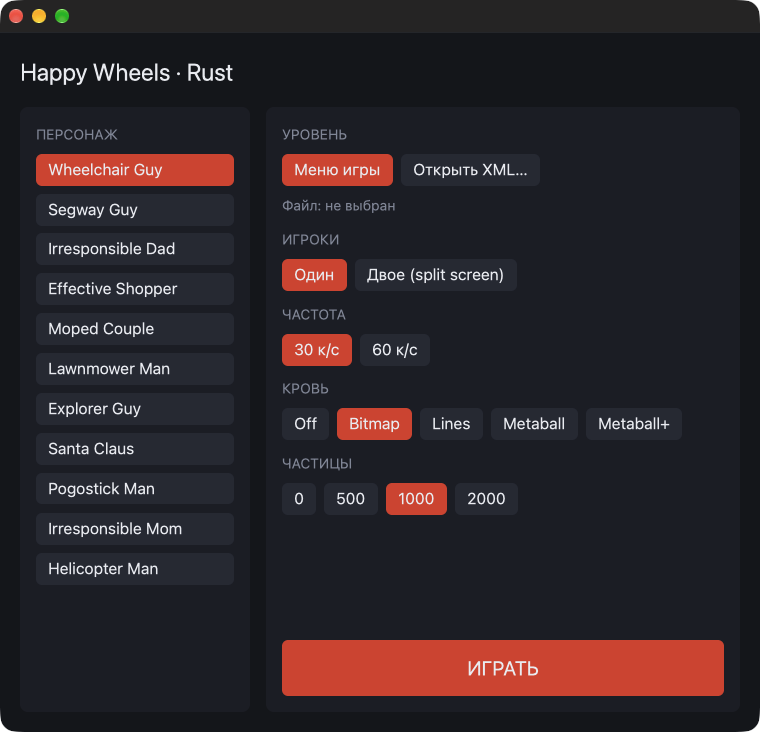 Happy Wheels · Rust
ПЕРСОНАЖ
Wheelchair Guy
Segway Guy
Irresponsible Dad
Effective Shopper
Moped Couple
Lawnmower Man
Explorer Guy
Santa Claus
Pogostick Man
Irresponsible Mom
Helicopter Man
УРОВЕНЬ
Меню игры Открыть XML…
Файл: не выбран
ИГРОКИ
Один Двое (split screen)
ЧАСТОТА
30 к/с 60 к/с
КРОВЬ
Off Bitmap Lines Metaball Metaball+
ЧАСТИЦЫ
0 500 1000 2000
ИГРАТЬ